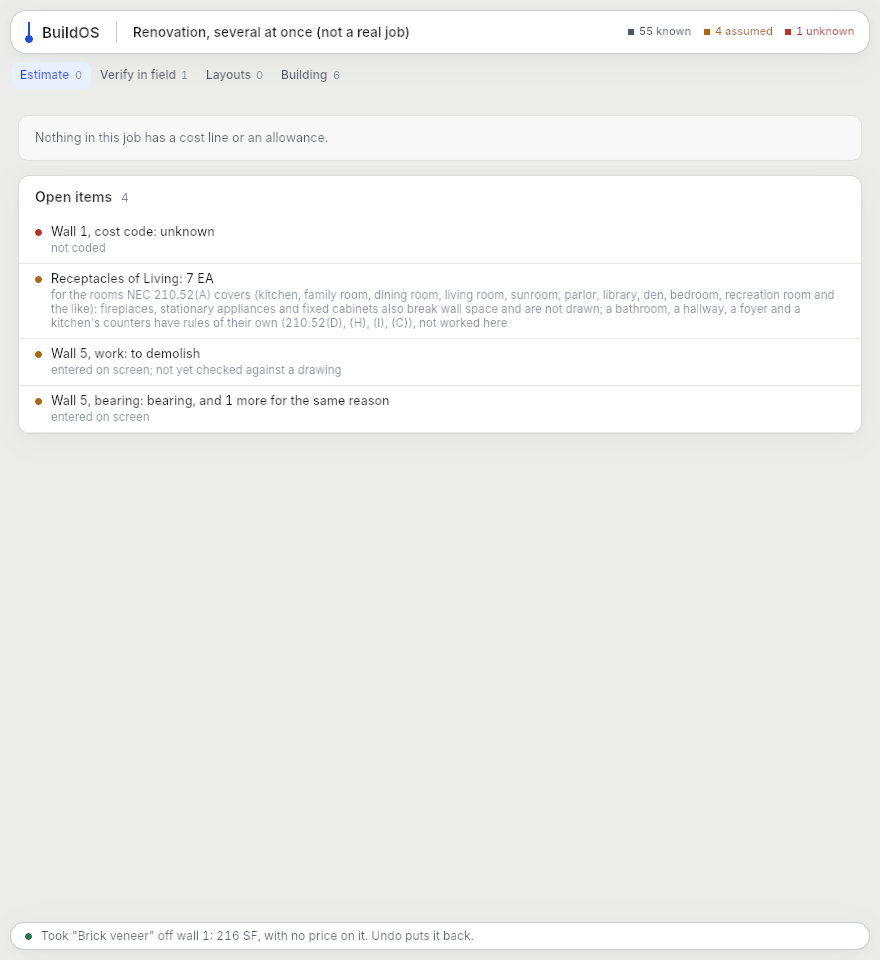 BuildOS
Renovation, several at once (not a real job)
55 known
4 assumed
1 unknown
Estimate 0
Verify in field 1
Layouts 0
Building 6
Nothing in this job has a cost line or an allowance.
Open items 4
Wall 1, cost code: unknown
not coded
Receptacles of Living: 7 EA
for the rooms NEC 210.52(A) covers (kitchen, family room, dining room, living room, sunroom, parlor, library, den, bedroom, recreation room and
the like): fireplaces, stationary appliances and fixed cabinets also break wall space and are not drawn; a bathroom, a hallway, a foyer and a
kitchen's counters have rules of their own (210.52(D), (H), (I), (C)), not worked here
Wall 5, work: to demolish
entered on screen; not yet checked against a drawing
Wall 5, bearing: bearing, and 1 more for the same reason
entered on screen
Took "Brick veneer" off wall 1: 216 SF, with no price on it. Undo puts it back.